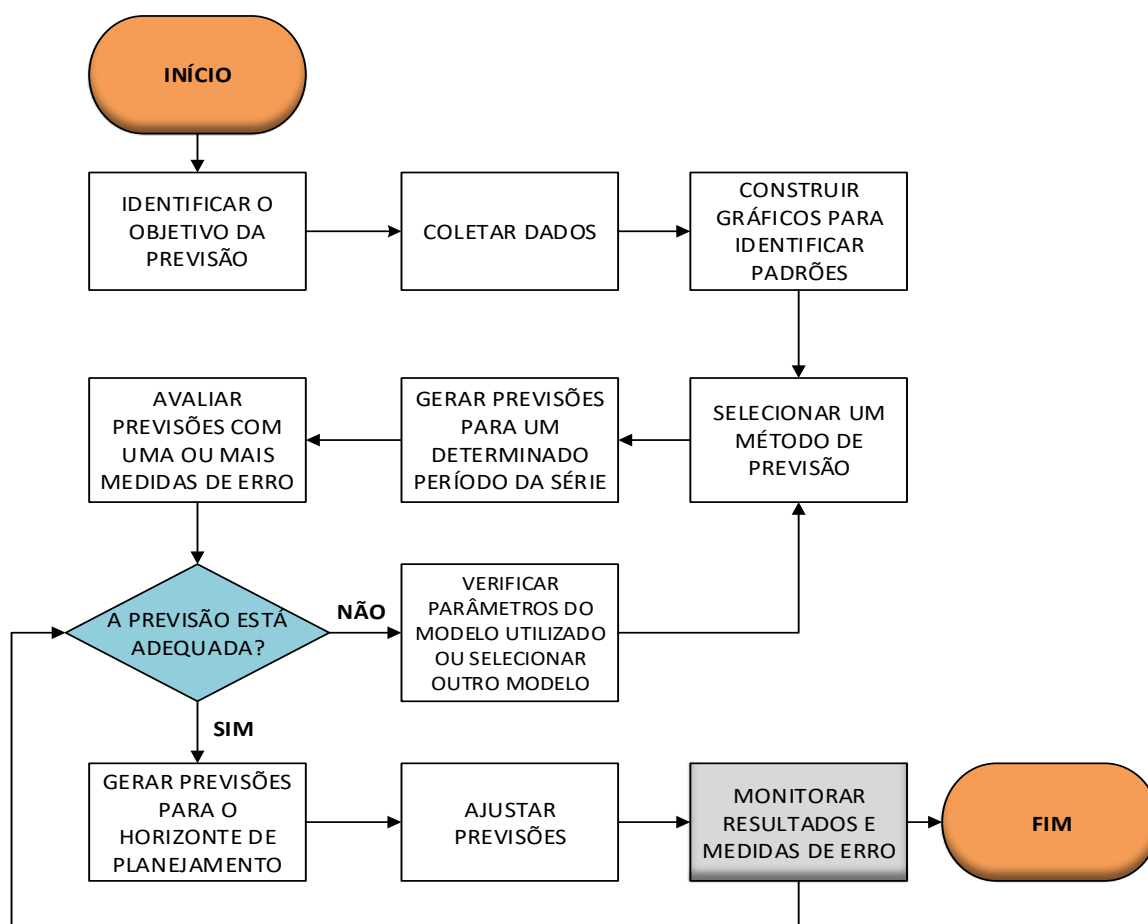 INÍCIO
IDENTIFICAR O
OBJETIVO DA
PREVISÃO
COLETAR DADOS
CONSTRUIR
GRÁFICOS PARA
IDENTIFICAR
PADRÕES
SELECIONAR UM
MÉTODO DE
PREVISÃO
GERAR PREVISÕES
PARA UM
DETERMINADO
PERÍODO DA SÉRIE
AVALIAR
PREVISÕES COM
UMA OU MAIS
MEDIDAS DE ERRO
A PREVISÃO ESTÁ
ADEQUADA?
NÃO
VERIFICAR
PARÂMETROS DO
MODELO UTILIZADO
OU SELECIONAR
OUTRO MODELO
SIM
GERAR PREVISÕES
PARA O
HORIZONTE DE
PLANEJAMENTO
AJUSTAR
PREVISÕES
MONITORAR
RESULTADOS E
MEDIDAS DE ERRO
FIM